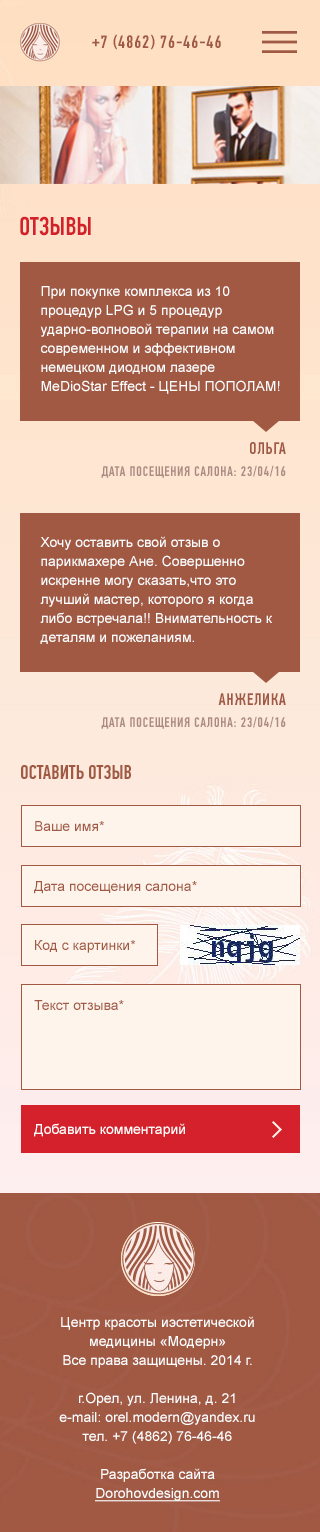 +7 (4862) 76-46-46
ОТЗЫВЫ
При покупке комплекса из 10
процедур LPG и 5 процедур
ударно-волновой терапии на самом
современном и эффективном
немецком диодном лазере
MeDioStar Effect - ЦЕНЫ ПОПОЛАМ!
ОЛЬГА
ДАТА ПОСЕЩЕНИЯ САЛОНА: 23/04/16
Хочу оставить свой отзыв о
парикмахере Ане. Совершенно
искренне могу сказать,что это
лучший мастер, которого я когда
либо встречала!! Внимательность к
деталям и пожеланиям.
АНЖЕЛИКА
ДАТА ПОСЕЩЕНИЯ САЛОНА: 23/04/16
ОСТАВИТЬ ОТЗЫВ
Ваше имя*
Дата посещения салона*
Код с картинки*
Текст отзыва*
Добавить комментарий
Центр красоты иэстетической
медицины «Модерн»
Все права защищены. 2014 г.
г.Орел, ул. Ленина, д. 21
e-mail: orel.modern@yandex.ru
тел. +7 (4862) 76-46-46
Разработка сайта
Dorohovdesign.com